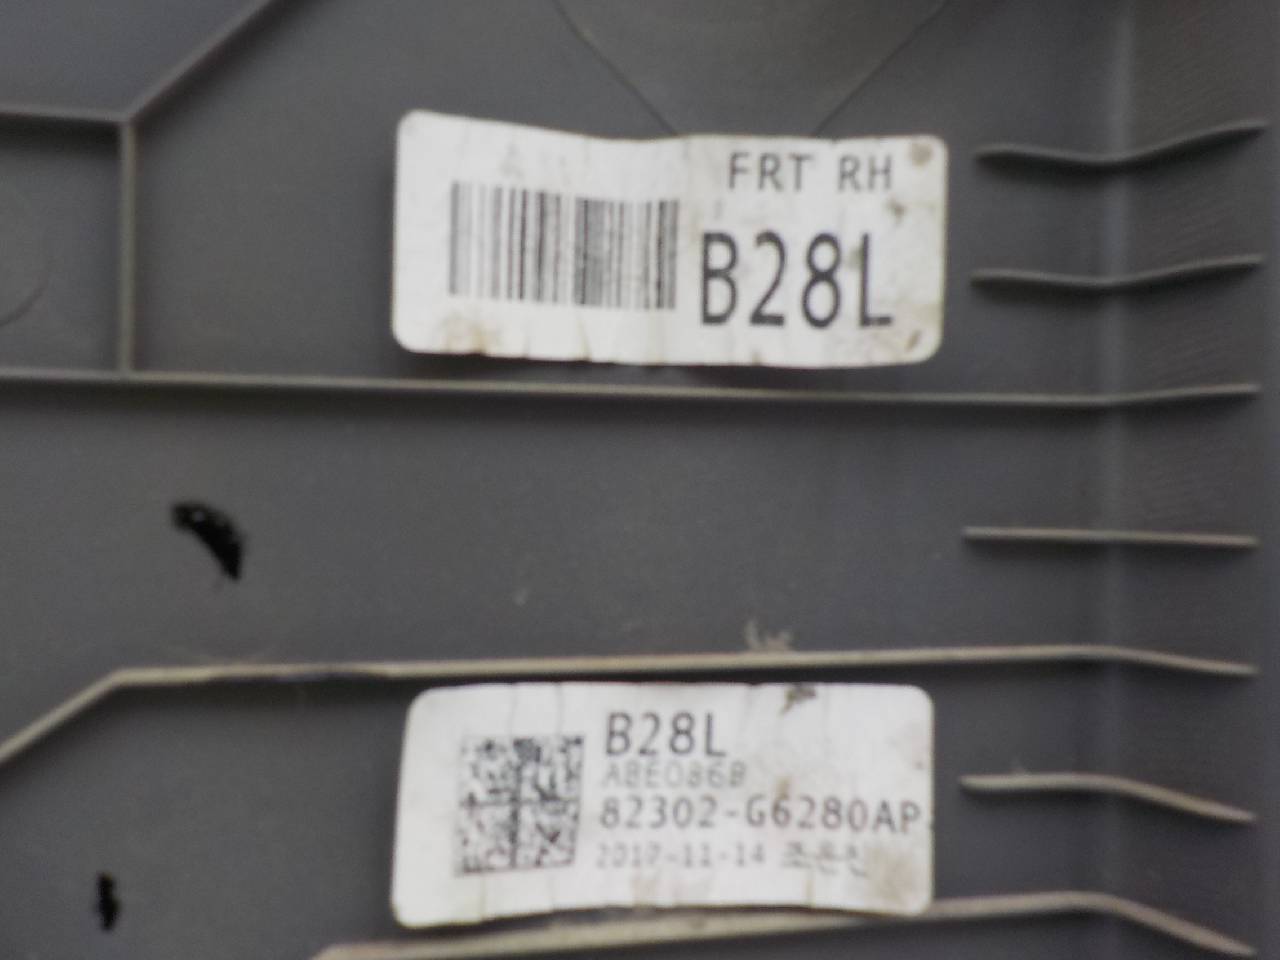 FRT RH
B28L
B28L
ABE086B
82302-G6280AP
2017-11-14